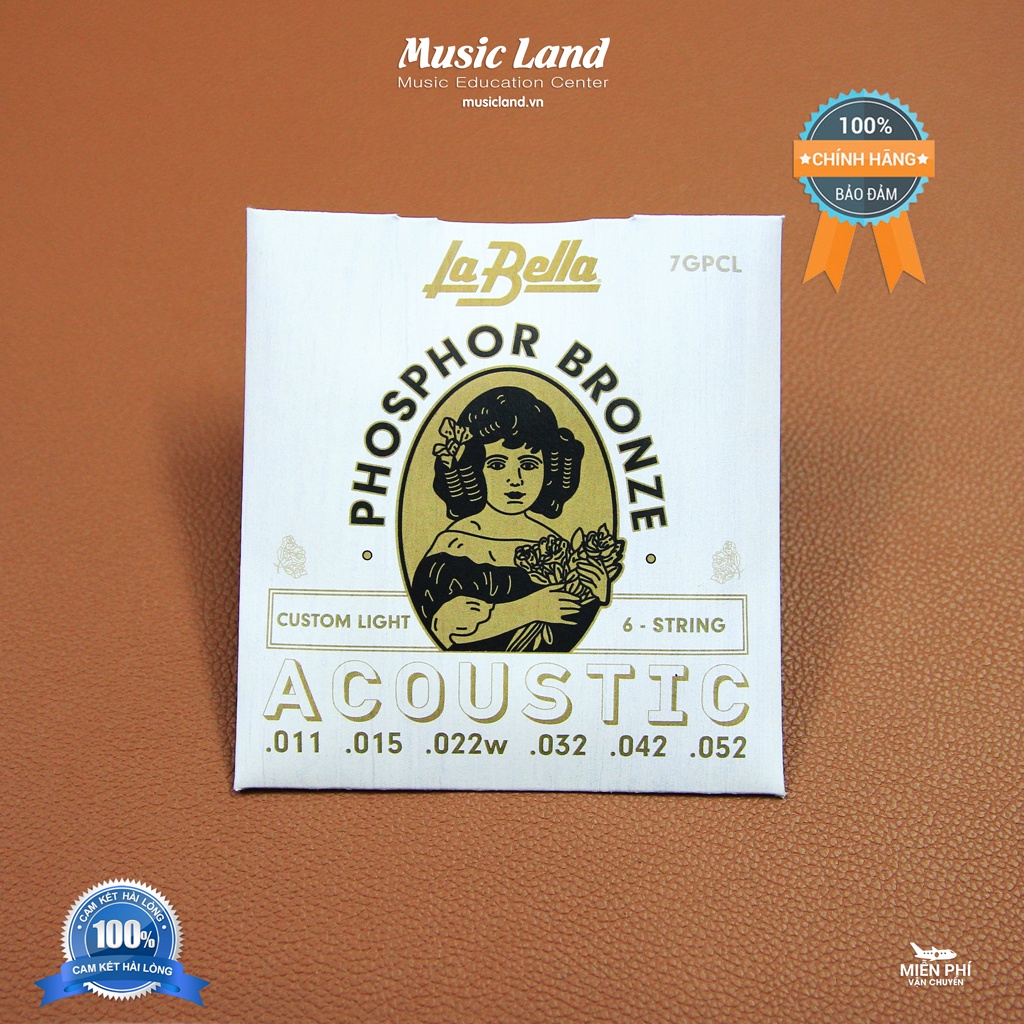 Music Land
Music Education Center
musicland.vn
100%
CHÍNH HÃNG
BẢO ĐẢM
La Bella
7GPCL
PHOSPHOR BRONZE
CUSTOM LIGHT
6 - STRING
ACOUSTIC
.011 .015 .022w .032 .042 .052
CAM KẾT HÀI LÒNG
100%
CAM KẾT HÀI LÒNG
MIỄN PHÍ
VẬN CHUYỂN